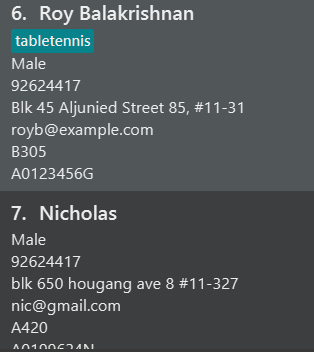 6. Roy Balakrishnan
tabletennis
Male
92624417
Blk 45 Aljunied Street 85, #11-31
royb@example.com
B305
A0123456G
7. Nicholas
Male
92624417
blk 650 hougang ave 8 #11-327
nic@gmail.com
A420